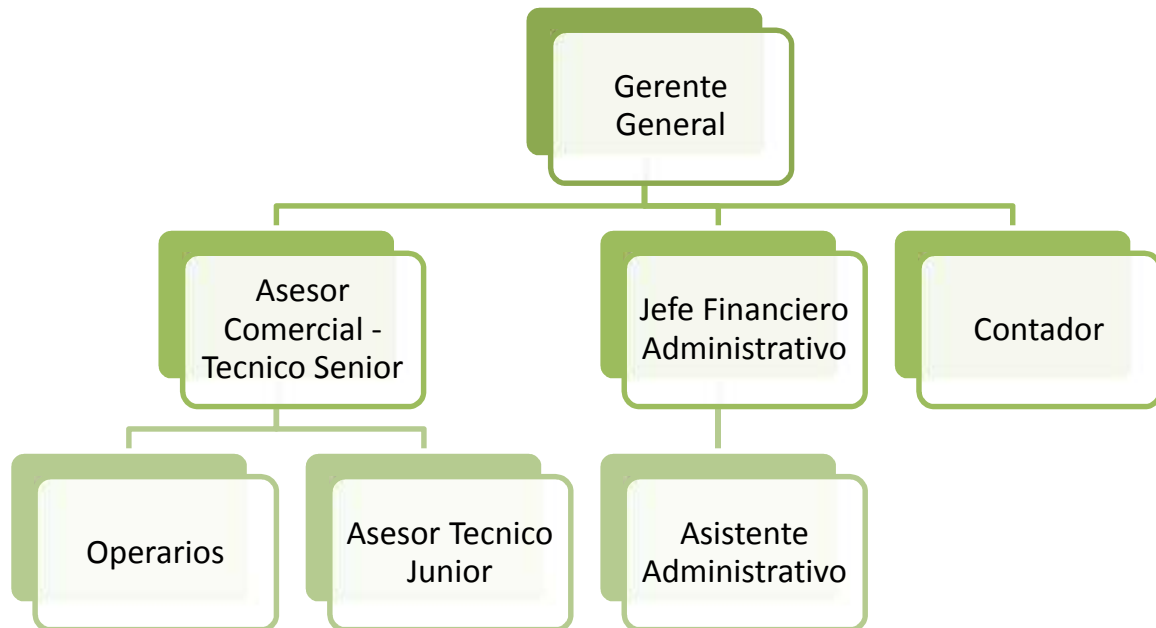 Gerente
General
Asesor
Comercial -
Tecnico Senior
Jefe Financiero
Administrativo
Contador
Operarios
Asesor Tecnico
Junior
Asistente
Administrativo